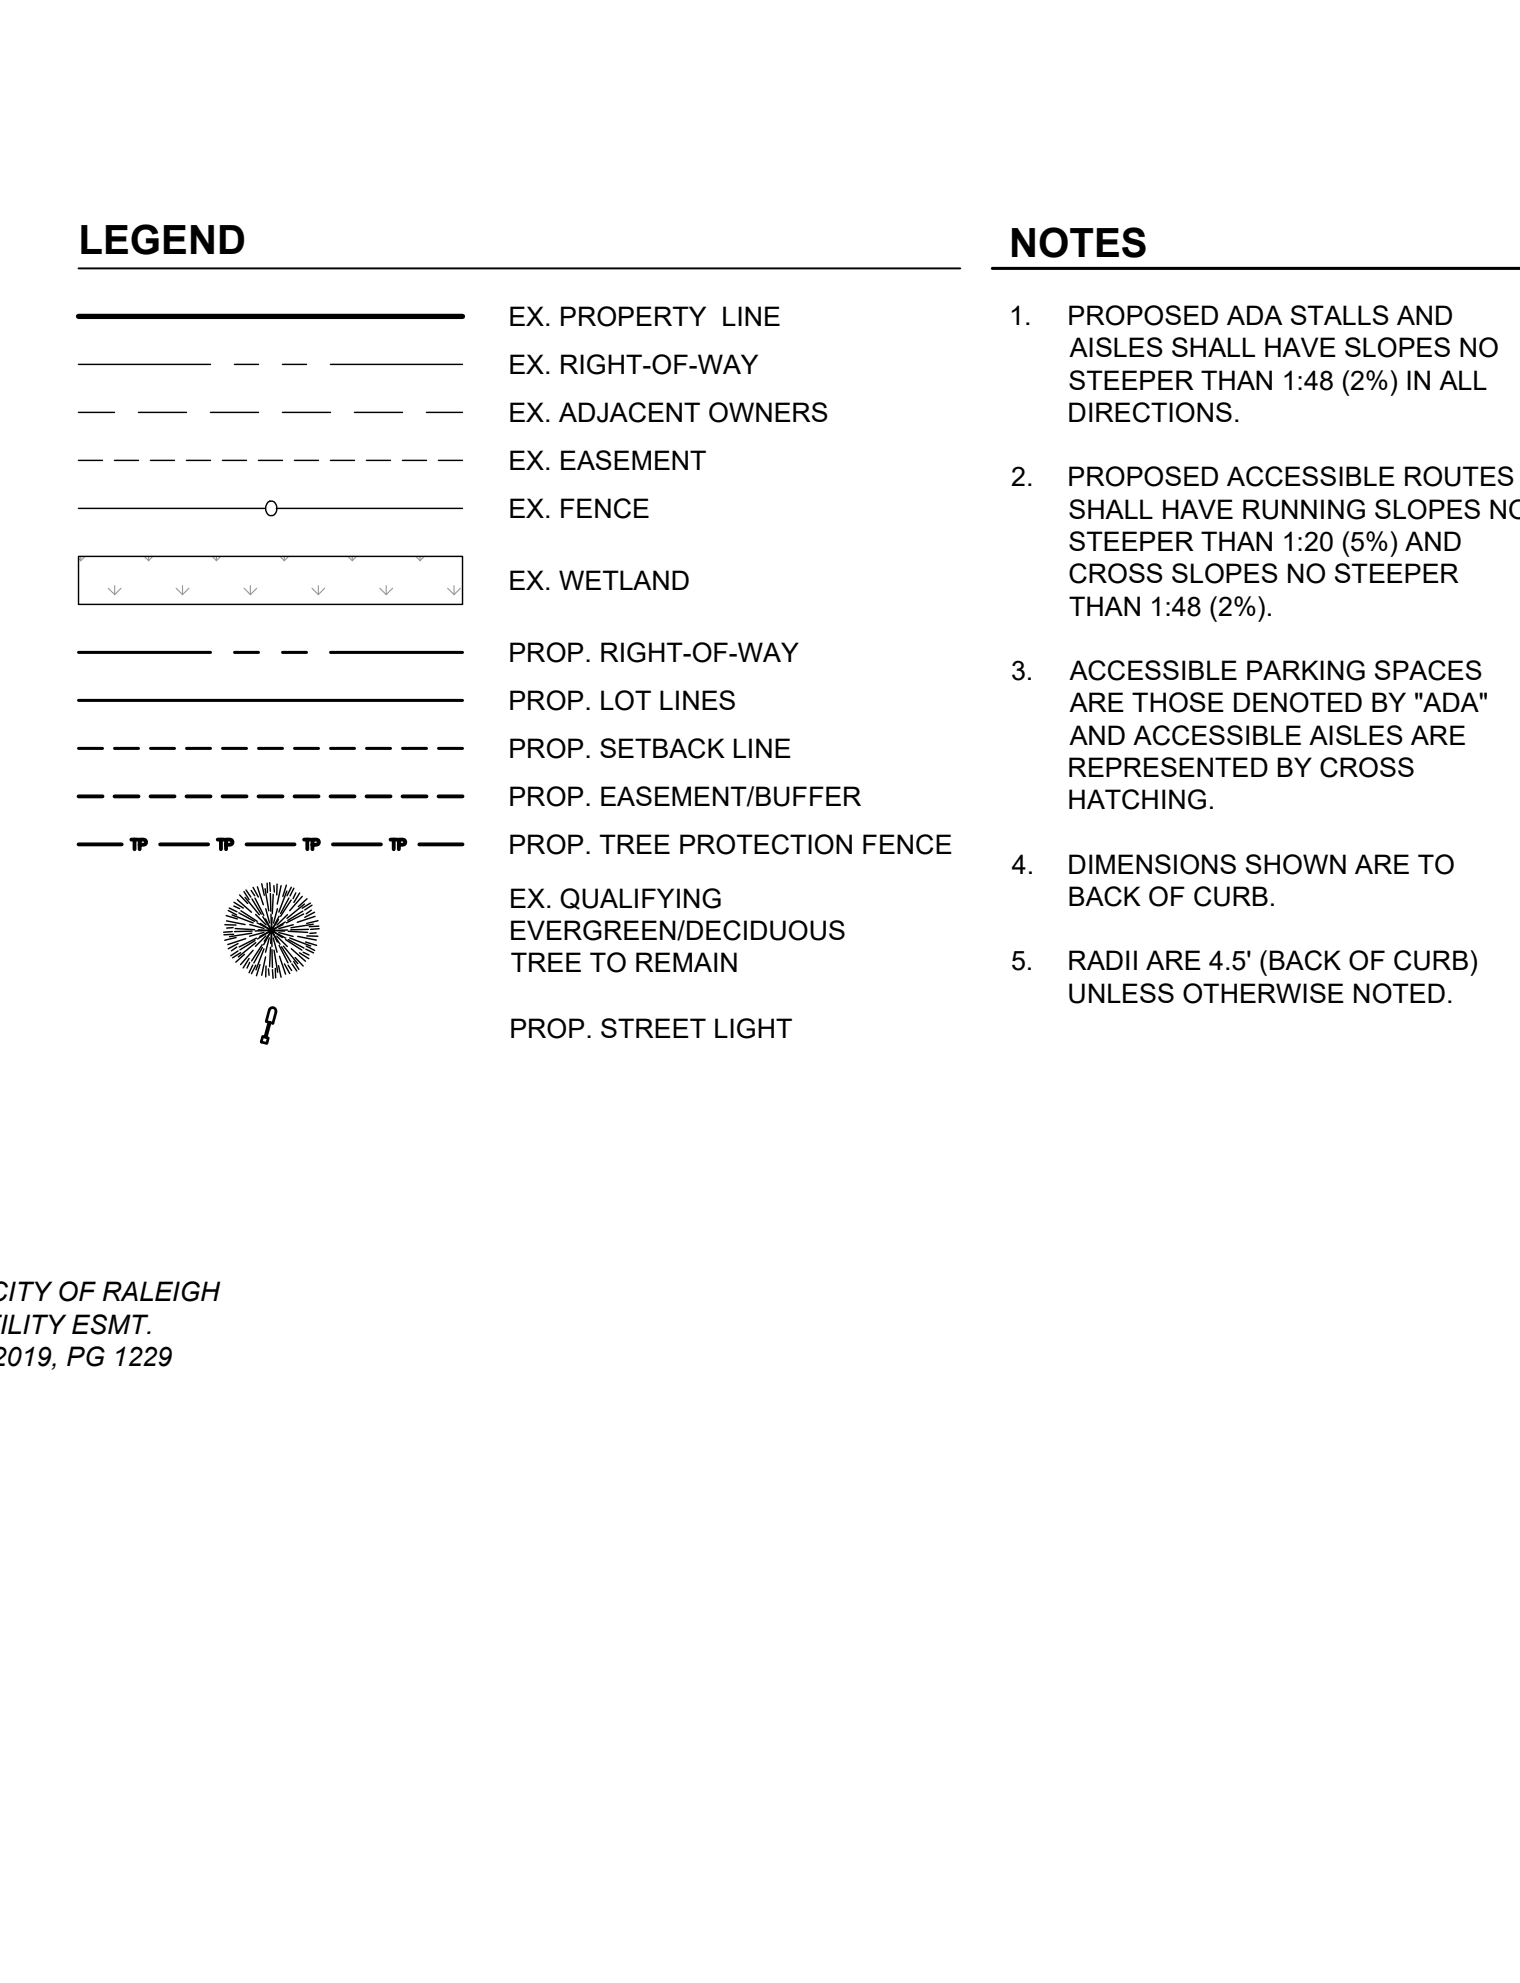 LEGEND
EX. PROPERTY LINE
EX. RIGHT-OF-WAY
EX. ADJACENT OWNERS
EX. EASEMENT
EX. FENCE
EX. WETLAND
PROP. RIGHT-OF-WAY
PROP. LOT LINES
PROP. SETBACK LINE
PROP. EASEMENT/BUFFER
TP TP TP TP
PROP. TREE PROTECTION FENCE
EX. QUALIFYING
EVERGREEN/DECIDUOUS
TREE TO REMAIN
PROP. STREET LIGHT
NOTES
1. PROPOSED ADA STALLS AND
AISLES SHALL HAVE SLOPES NO
STEEPER THAN 1:48 (2%) IN ALL
DIRECTIONS.
2. PROPOSED ACCESSIBLE ROUTES
SHALL HAVE RUNNING SLOPES NO
STEEPER THAN 1:20 (5%) AND
CROSS SLOPES NO STEEPER
THAN 1:48 (2%).
3. ACCESSIBLE PARKING SPACES
ARE THOSE DENOTED BY "ADA"
AND ACCESSIBLE AISLES ARE
REPRESENTED BY CROSS
HATCHING.
4. DIMENSIONS SHOWN ARE TO
BACK OF CURB.
5. RADII ARE 4.5' (BACK OF CURB)
UNLESS OTHERWISE NOTED.
CITY OF RALEIGH
ILITY ESMT.
2019, PG 1229